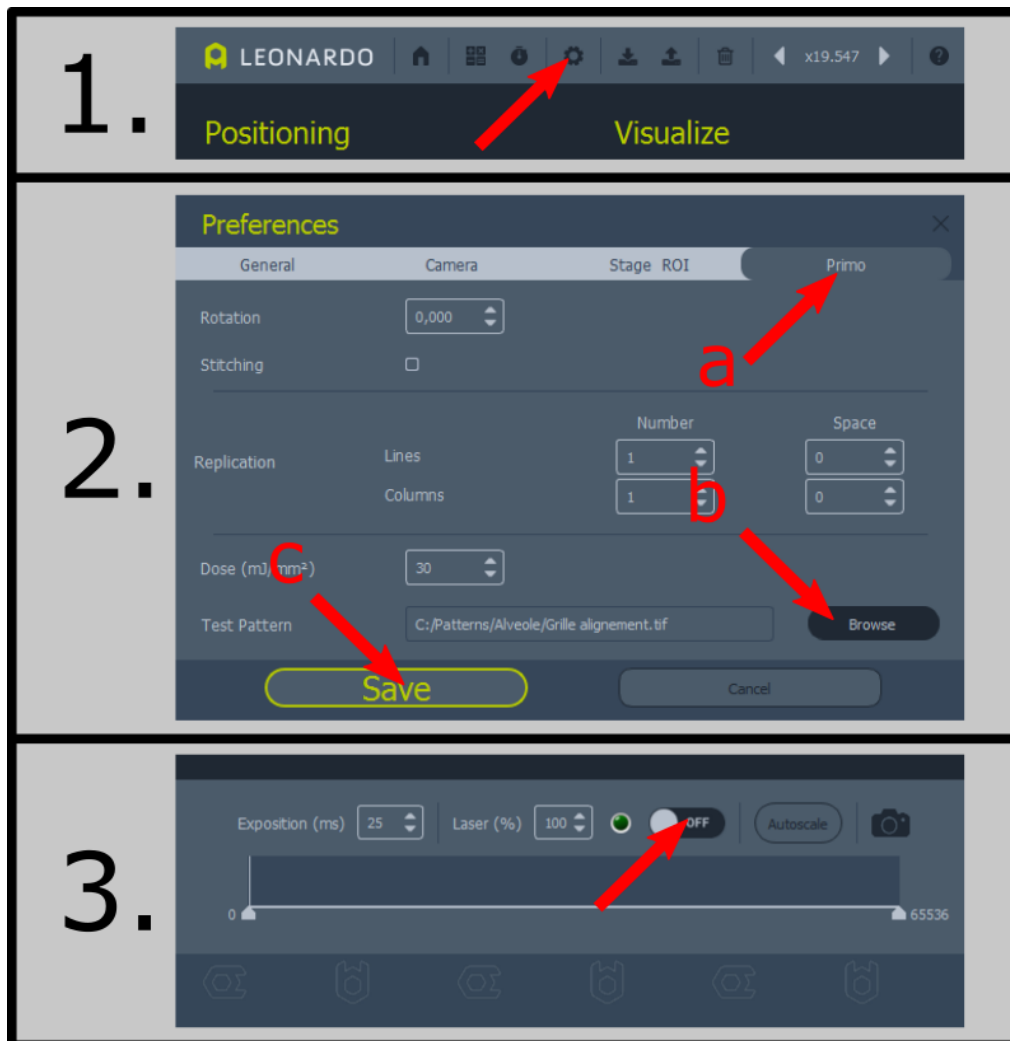 1.
LEONARDO
x19.547
?
Positioning Visualize
2.
Preferences
General Camera Stage ROI Primo
Rotation 0,000
a
Stitching
Number Space
Replication Lines 1 0
Columns 1 0
b
Dose (mJ/mm²) 30
c
Test Pattern C:/Patterns/Alveole/Grille alignement.tif Browse
Save Cancel
3.
Exposition (ms) 25 Laser (%) 100 OFF Autoscale
0 65536